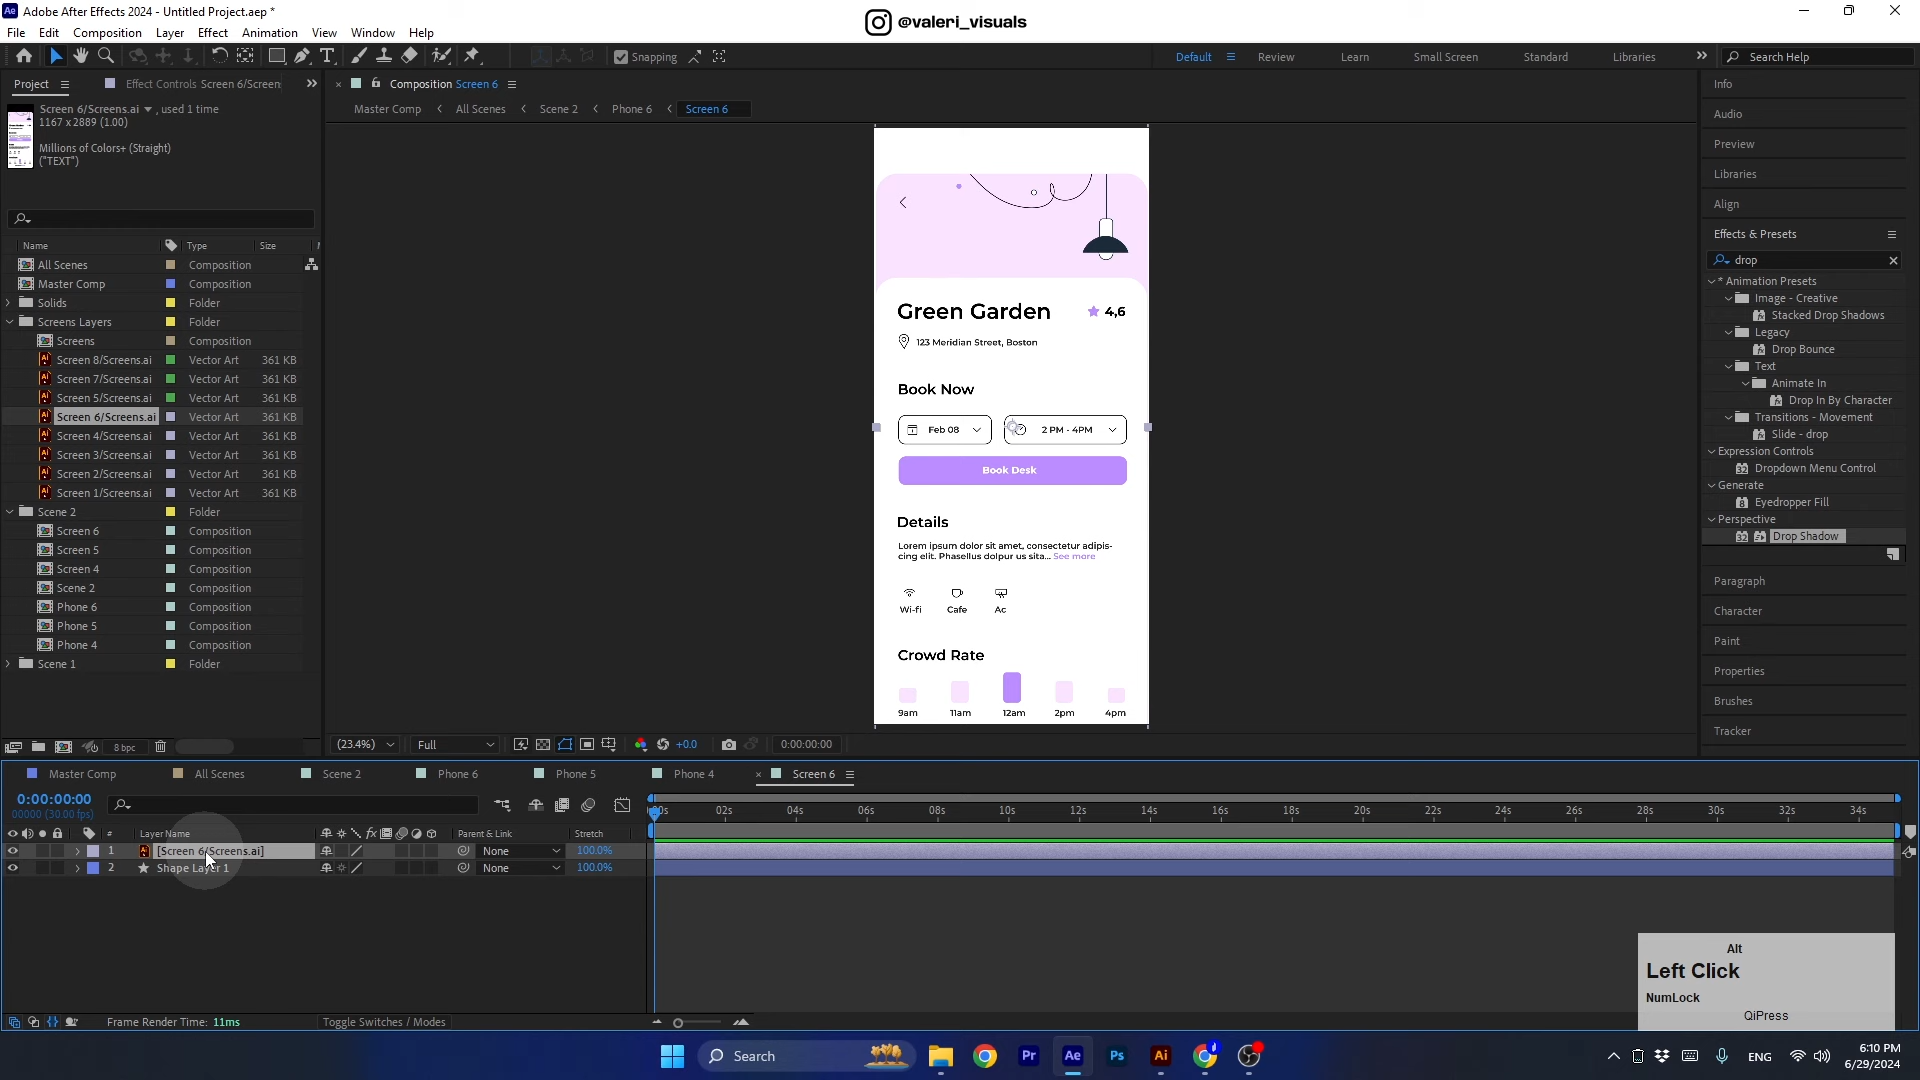 Adobe After Effects 2024 - Untitled Project.aep *
@valeri_visuals
File Edit Composition Layer Effect Animation View Window Help
Snapping
Default Review Learn Small Screen Standard Libraries
Search Help
Project Effect Controls Screen 6/Screen
Composition Screen 6
Master Comp All Scenes Scene 2 Phone 6 Screen 6
Screen 6/Screens.ai , used 1 time
1167 x 2889 (1.00)
Millions of Colors+ (Straight)
("TEXT")
Name Type Size
All Scenes Composition
Master Comp Composition
Solids Folder
Screens Layers Folder
Screens Composition
Screen 8/Screens.ai Vector Art 361 KB
Screen 7/Screens.ai Vector Art 361 KB
Screen 5/Screens.ai Vector Art 361 KB
Screen 6/Screens.ai Vector Art 361 KB
Screen 4/Screens.ai Vector Art 361 KB
Screen 3/Screens.ai Vector Art 361 KB
Screen 2/Screens.ai Vector Art 361 KB
Screen 1/Screens.ai Vector Art 361 KB
Scene 2 Folder
Screen 6 Composition
Screen 5 Composition
Screen 4 Composition
Scene 2 Composition
Phone 6 Composition
Phone 5 Composition
Phone 4 Composition
Scene 1 Folder
8 bpc
Green Garden 4,6
123 Meridian Street, Boston
Book Now
Feb 08 2 PM - 4PM
Book Desk
Details
Lorem ipsum dolor sit amet, consectetur adipis-
cing elit. Phasellus dolpur us sita... See more
Wi-fi Cafe Ac
Crowd Rate
9am 11am 12am 2pm 4pm
(23.4%) Full +0.0 0:00:00:00
Info
Audio
Preview
Libraries
Align
Effects & Presets
drop
* Animation Presets
Image - Creative
Stacked Drop Shadows
Legacy
Drop Bounce
Text
Animate In
Drop In By Character
Transitions - Movement
Slide - drop
Expression Controls
Dropdown Menu Control
Generate
Eyedropper Fill
Perspective
Drop Shadow
Paragraph
Character
Paint
Properties
Brushes
Tracker
Master Comp All Scenes Scene 2 Phone 6 Phone 5 Phone 4 Screen 6
0:00:00:00
00000 (30.00 fps)
02s 04s 06s 08s 10s 12s 14s 16s 18s 20s 22s 24s 26s 28s 30s 32s 34s
# Layer Name fx Parent & Link Stretch
1 [Screen 6/Screens.ai] None 100.0%
2 Shape Layer 1 None 100.0%
Alt
Left Click
NumLock
QiPress
Frame Render Time: 11ms Toggle Switches / Modes
Search
Pr Ae Ps Ai
ENG
6:10 PM
6/29/2024